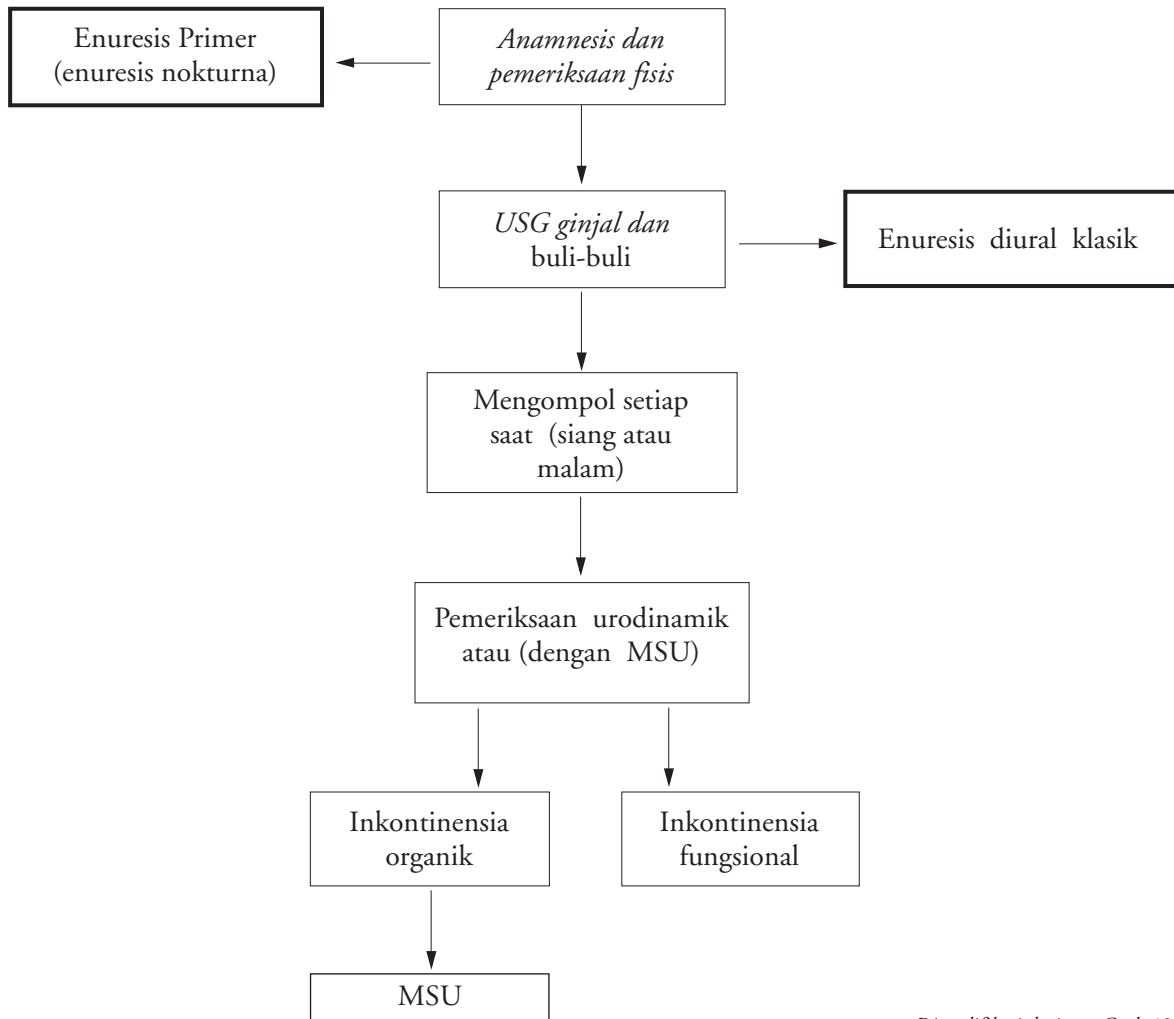 Enuresis Primer
(enuresis nokturna)
Anamnesis dan
pemeriksaan fisis
USG ginjal dan
buli-buli
Enuresis diural klasik
Mengompol setiap
saat (siang atau
malam)
Pemeriksaan urodinamik
atau (dengan MSU)
Inkontinensia
organik
Inkontinensia
fungsional
MSU